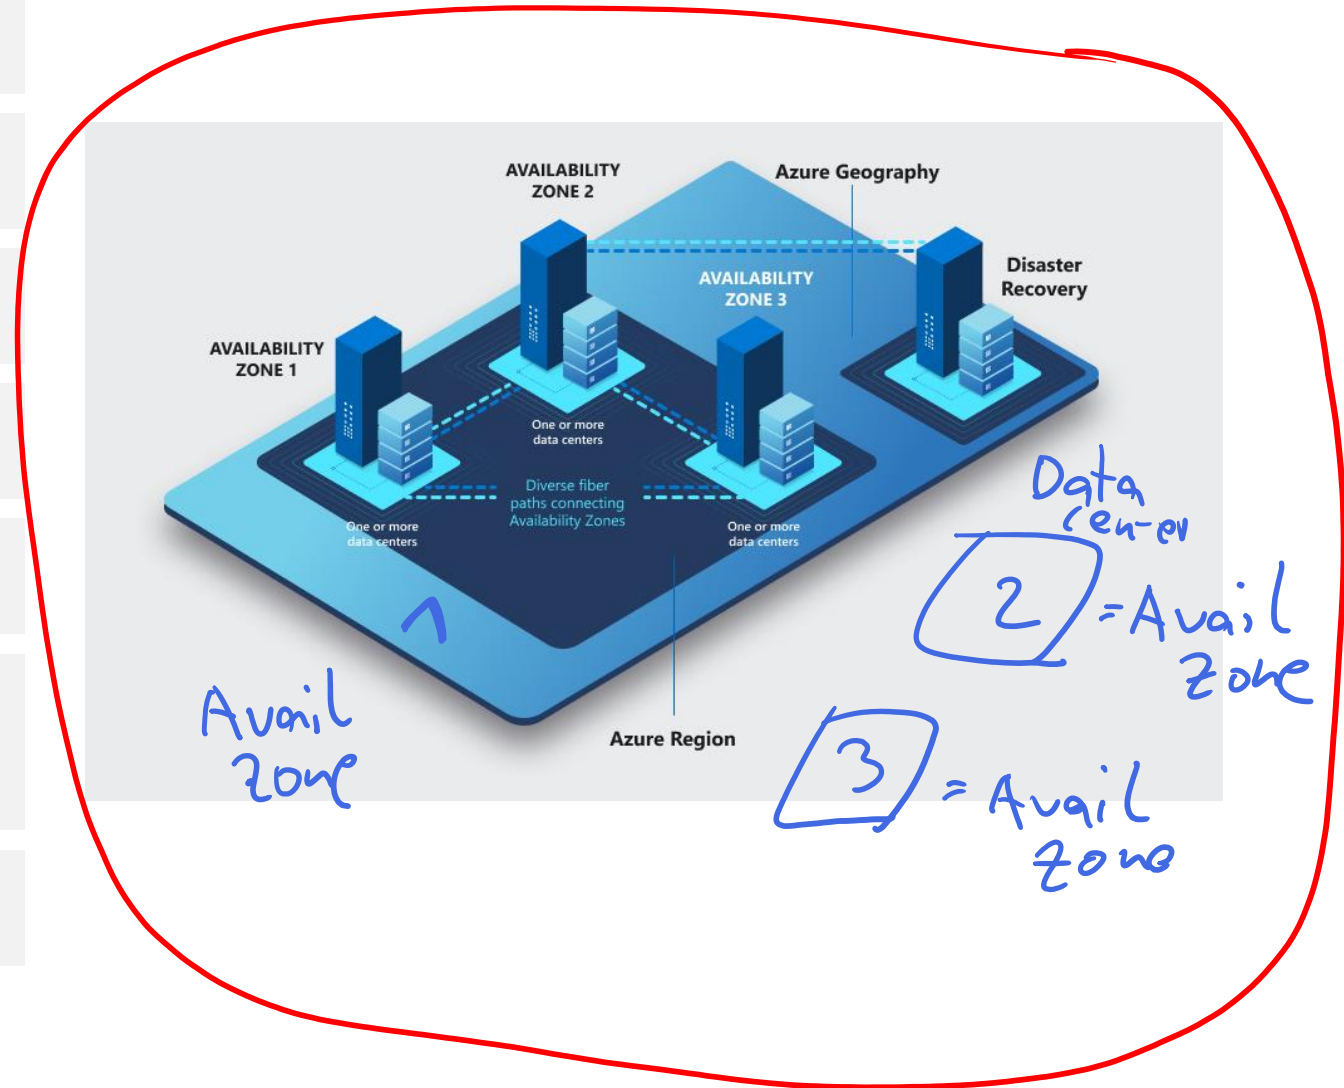 AVAILABILITY
ZONE 2
Azure Geography
Disaster
Recovery
AVAILABILITY
ZONE 3
AVAILABILITY
ZONE 1
One or more
data centers
Diverse fiber
paths connecting
Availability Zones
One or more
data centers
One or more
data centers
Azure Region
Data
2
= Avail
Zone
Avail
Zone
3
= Avail
Zone